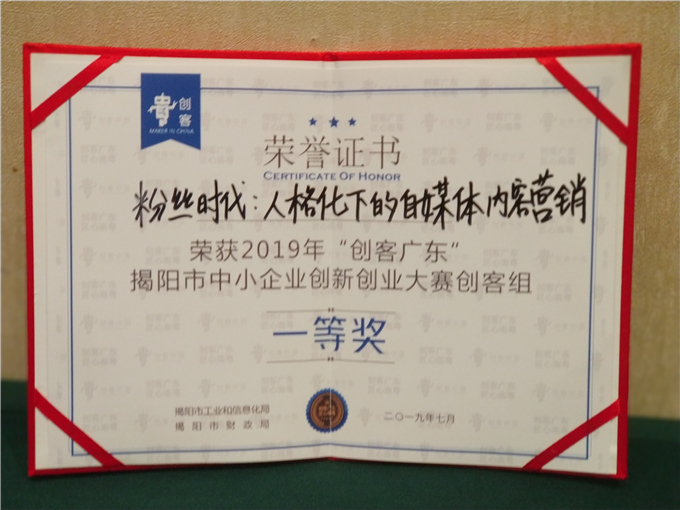 创客
MAKER IN CHINA
荣誉证书
CERTIFICATE OF HONOR
粉丝时代:人格化下的自媒体内容营销
荣获2019年“创客广东”
揭阳市中小企业创新创业大赛创客组
一等奖
揭阳市工业和信息化局
揭阳市财政局
二〇一九年七月